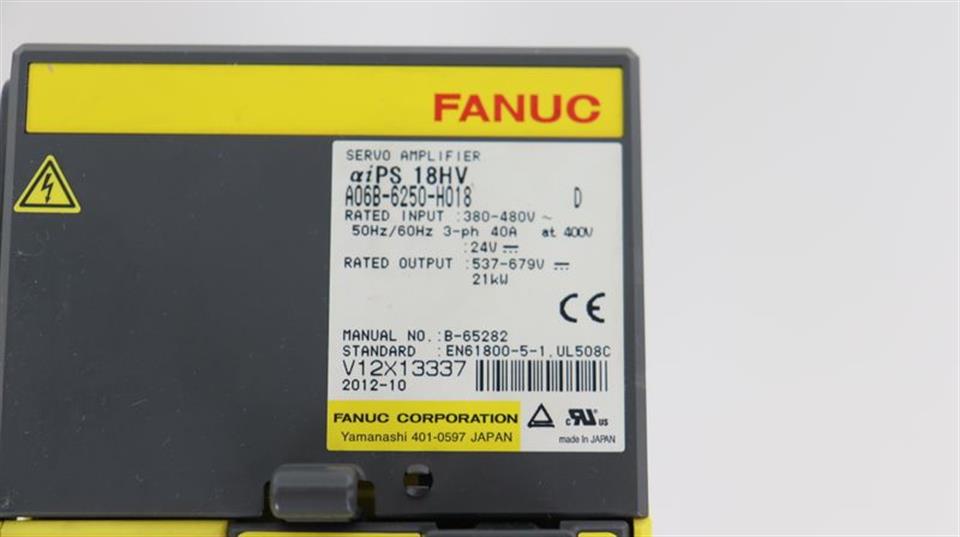 FANUC
SERVO AMPLIFIER
αiPS 18HV
A06B-6250-H018 D
RATED INPUT :380-480V ~
50Hz/60Hz 3-ph 40A at 400V
:24V ⎓
RATED OUTPUT :537-679V ⎓
21kW
CE
MANUAL NO. :B-65282
STANDARD :EN61800-5-1,UL508C
V12X13337
2012-10
FANUC CORPORATION
Yamanashi 401-0597 JAPAN
c RU us
made in JAPAN